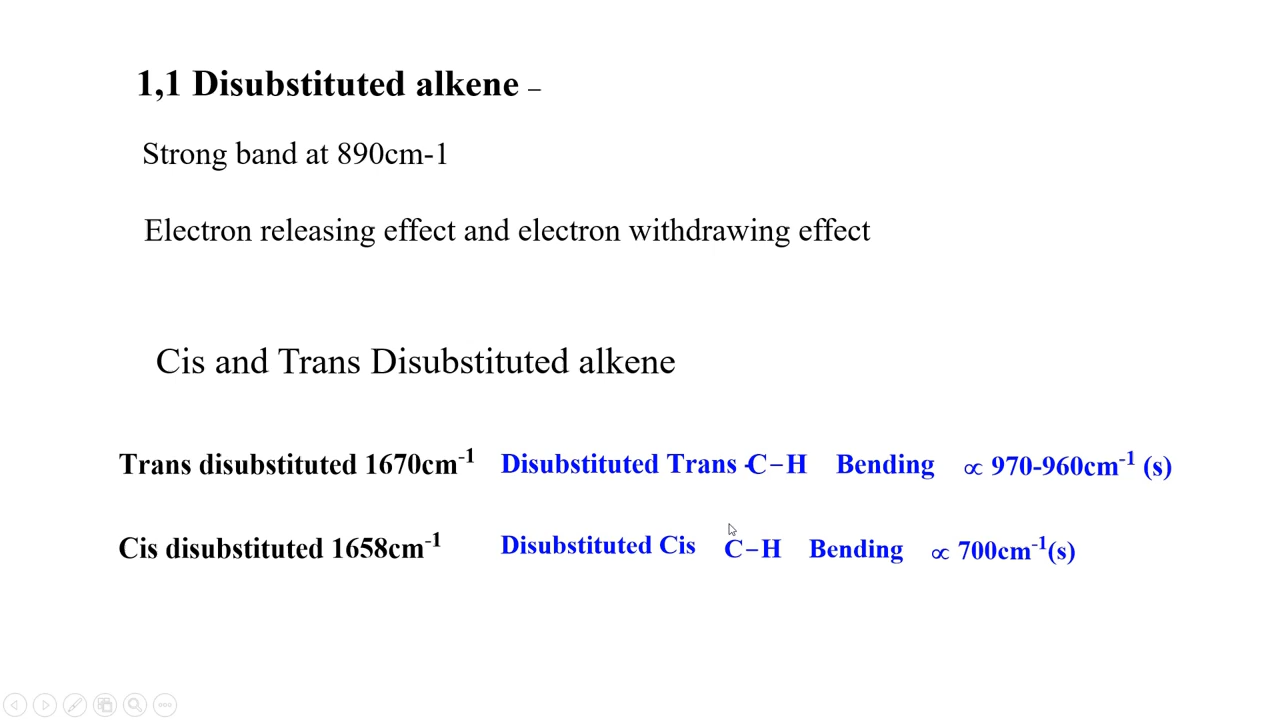 1,1 Disubstituted alkene –
Strong band at 890cm-1
Electron releasing effect and electron withdrawing effect
Cis and Trans Disubstituted alkene
Trans disubstituted 1670cm⁻¹ Disubstituted Trans -C–H Bending ∝ 970-960cm⁻¹ (s)
Cis disubstituted 1658cm⁻¹ Disubstituted Cis C–H Bending ∝ 700cm⁻¹(s)